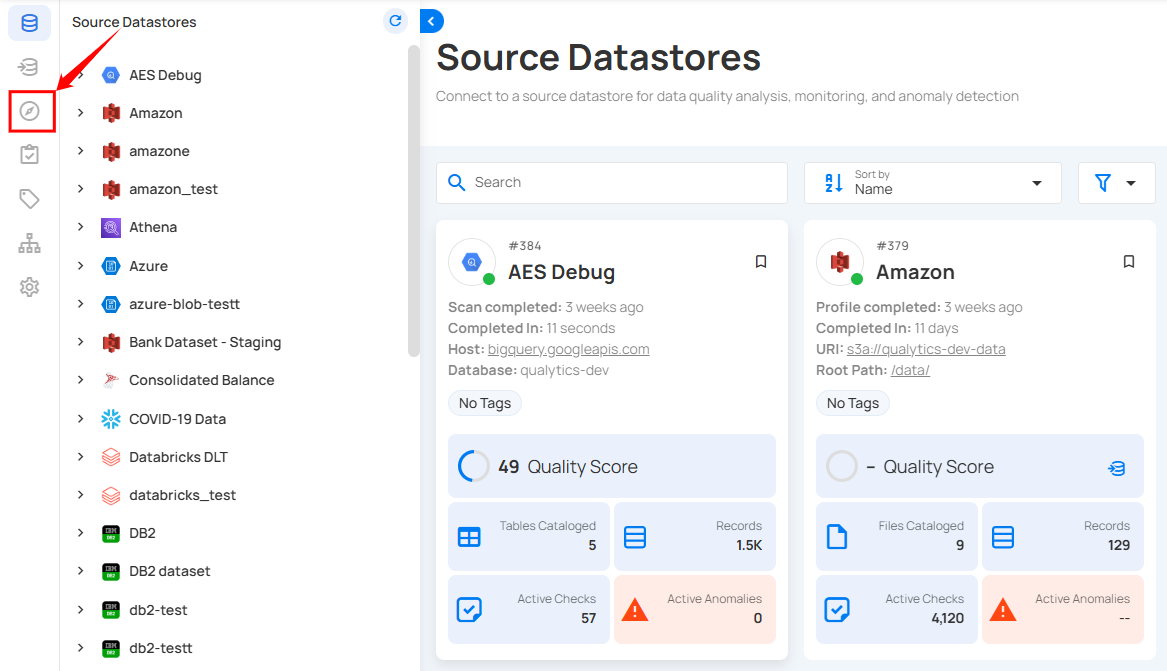 Source Datastores
AES Debug
Amazon
amazone
amazon_test
Athena
Azure
azure-blob-testt
Bank Dataset - Staging
Consolidated Balance
COVID-19 Data
Databricks DLT
databricks_test
DB2
DB2 dataset
db2-test
db2-testt
Source Datastores
Connect to a source datastore for data quality analysis, monitoring, and anomaly detection
Search
Sort by
Name
#384
AES Debug
Scan completed: 3 weeks ago
Completed In: 11 seconds
Host: bigquery.googleapis.com
Database: qualytics-dev
No Tags
49 Quality Score
Tables Cataloged
5
Records
1.5K
Active Checks
57
Active Anomalies
0
#379
Amazon
Profile completed: 3 weeks ago
Completed In: 11 days
URI: s3a://qualytics-dev-data
Root Path: /data/
No Tags
– Quality Score
Files Cataloged
9
Records
129
Active Checks
4,120
Active Anomalies
--